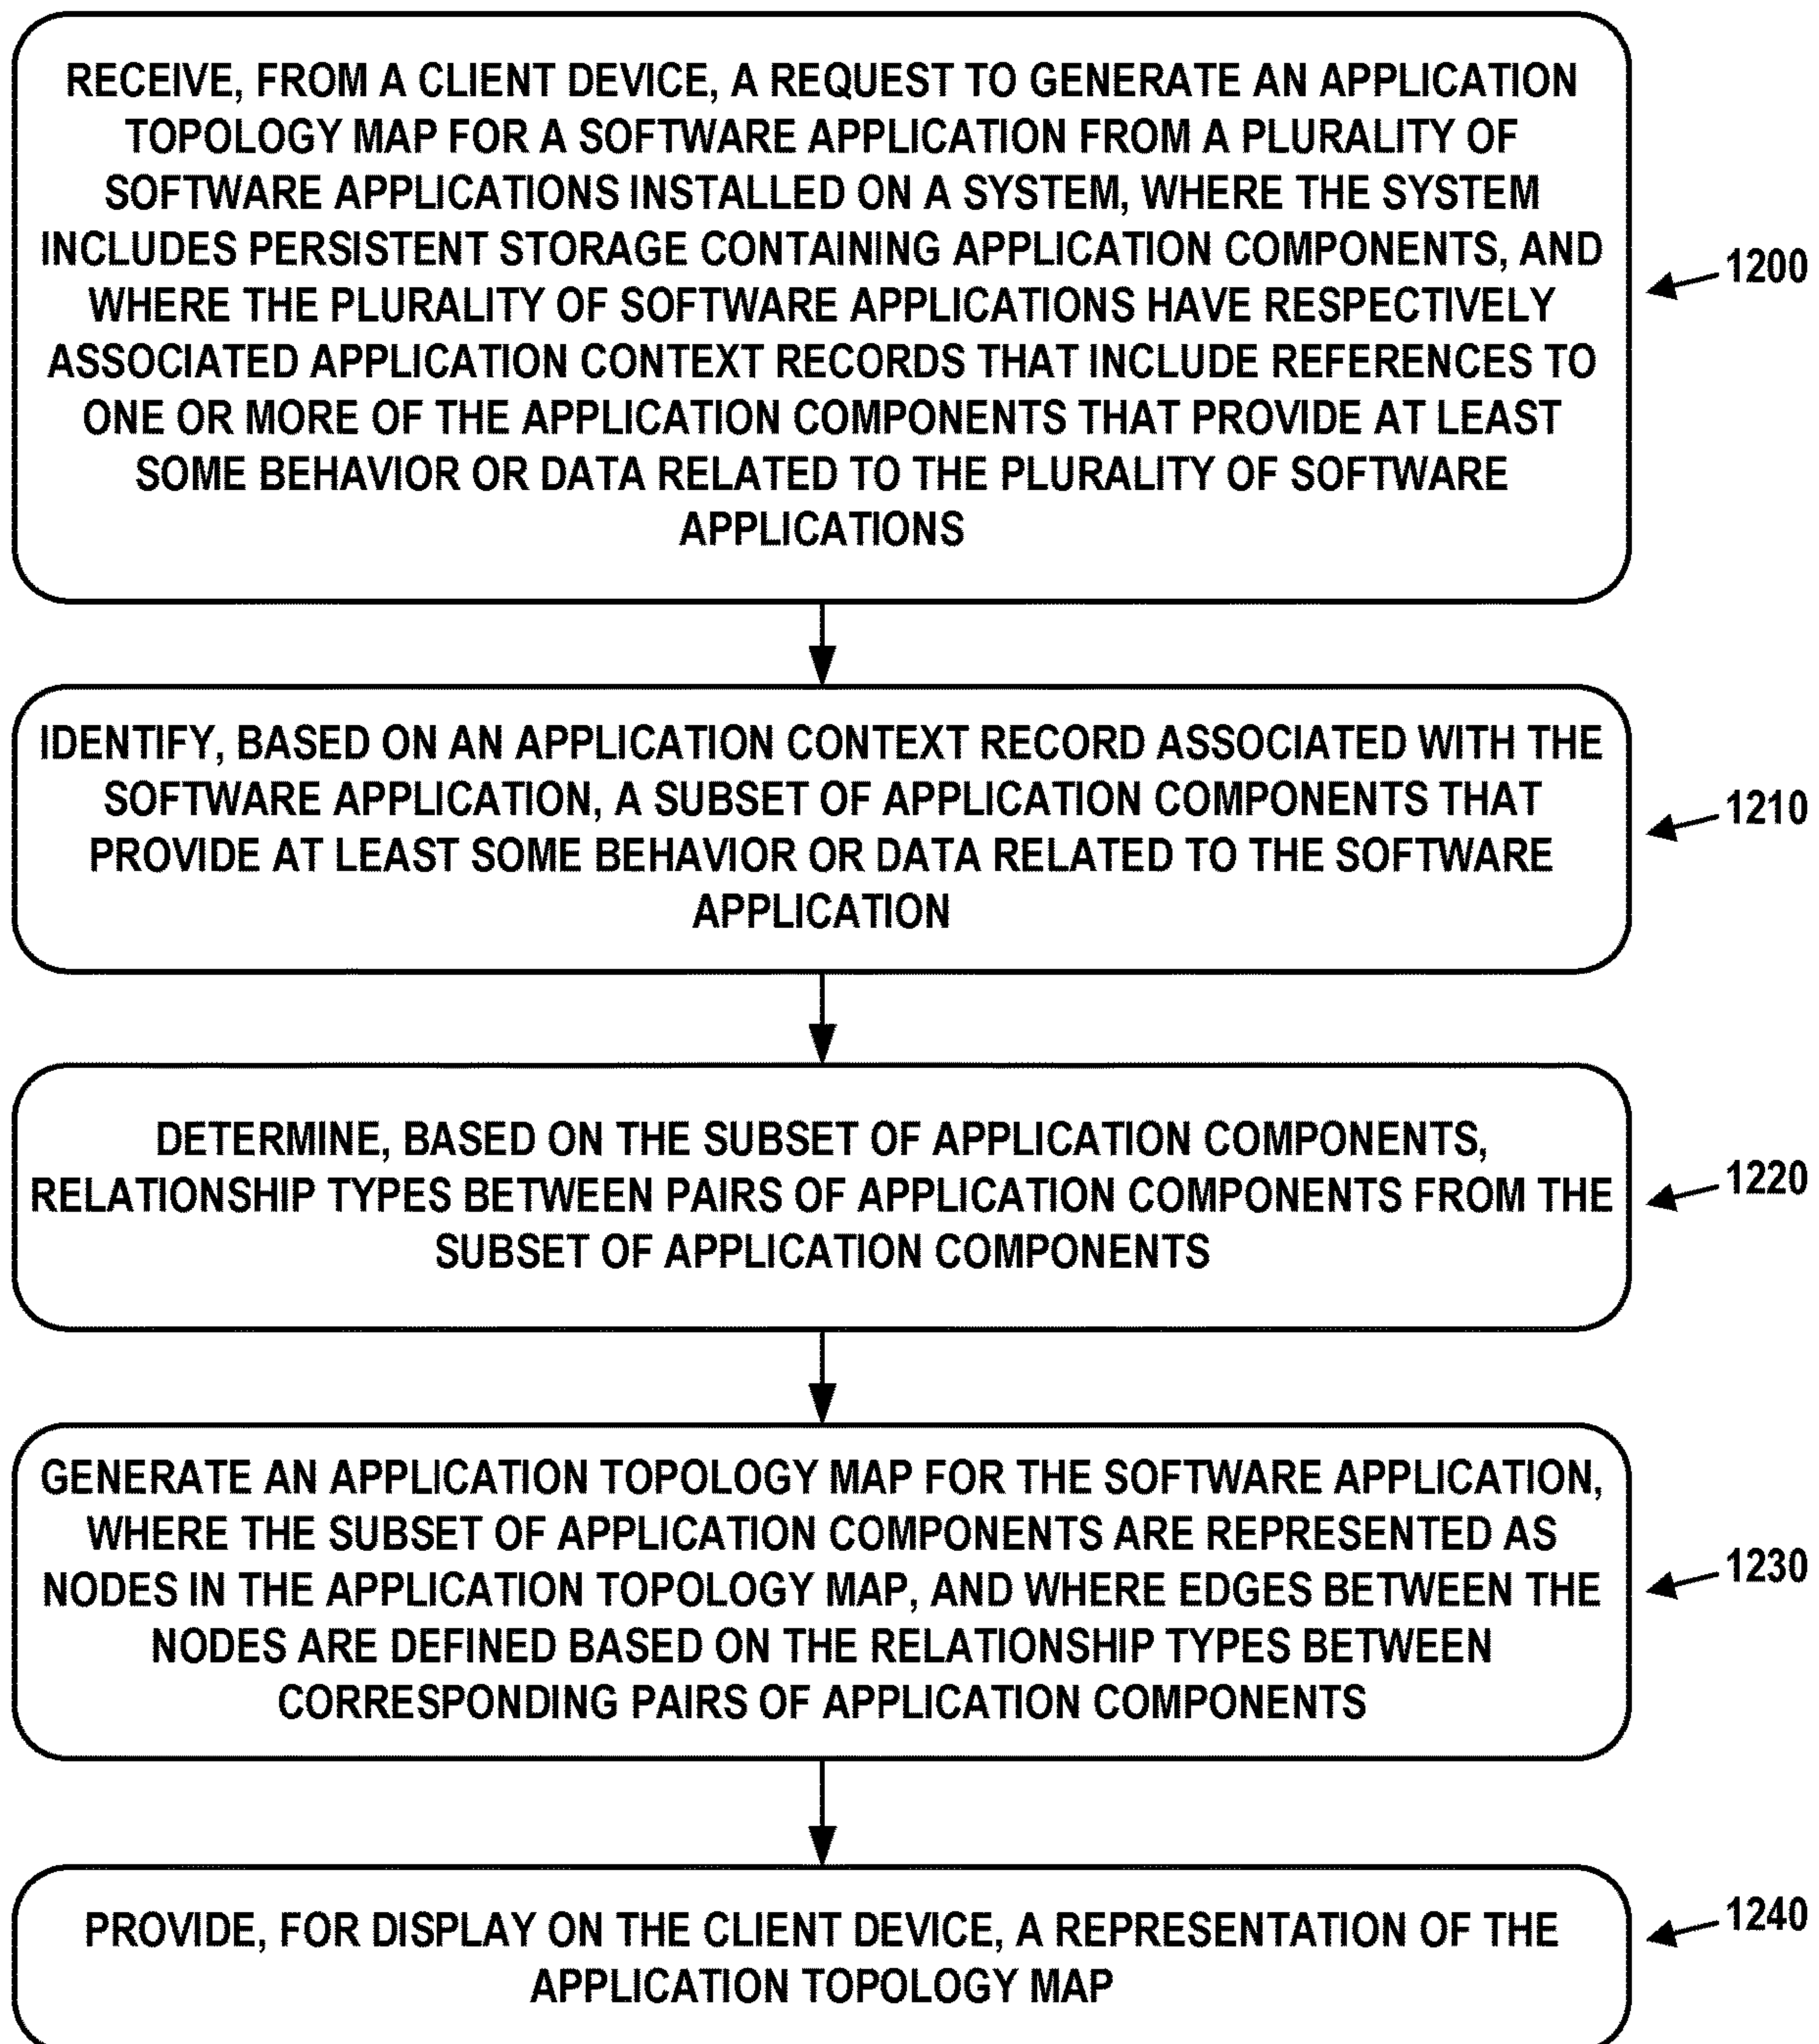 RECEIVE, FROM A CLIENT DEVICE, A REQUEST TO GENERATE AN APPLICATION
TOPOLOGY MAP FOR A SOFTWARE APPLICATION FROM A PLURALITY OF
SOFTWARE APPLICATIONS INSTALLED ON A SYSTEM, WHERE THE SYSTEM
INCLUDES PERSISTENT STORAGE CONTAINING APPLICATION COMPONENTS, AND
WHERE THE PLURALITY OF SOFTWARE APPLICATIONS HAVE RESPECTIVELY
ASSOCIATED APPLICATION CONTEXT RECORDS THAT INCLUDE REFERENCES TO
ONE OR MORE OF THE APPLICATION COMPONENTS THAT PROVIDE AT LEAST
SOME BEHAVIOR OR DATA RELATED TO THE PLURALITY OF SOFTWARE
APPLICATIONS
1200
IDENTIFY, BASED ON AN APPLICATION CONTEXT RECORD ASSOCIATED WITH THE
SOFTWARE APPLICATION, A SUBSET OF APPLICATION COMPONENTS THAT
PROVIDE AT LEAST SOME BEHAVIOR OR DATA RELATED TO THE SOFTWARE
APPLICATION
1210
DETERMINE, BASED ON THE SUBSET OF APPLICATION COMPONENTS,
RELATIONSHIP TYPES BETWEEN PAIRS OF APPLICATION COMPONENTS FROM THE
SUBSET OF APPLICATION COMPONENTS
1220
GENERATE AN APPLICATION TOPOLOGY MAP FOR THE SOFTWARE APPLICATION,
WHERE THE SUBSET OF APPLICATION COMPONENTS ARE REPRESENTED AS
NODES IN THE APPLICATION TOPOLOGY MAP, AND WHERE EDGES BETWEEN THE
NODES ARE DEFINED BASED ON THE RELATIONSHIP TYPES BETWEEN
CORRESPONDING PAIRS OF APPLICATION COMPONENTS
1230
PROVIDE, FOR DISPLAY ON THE CLIENT DEVICE, A REPRESENTATION OF THE
APPLICATION TOPOLOGY MAP
1240